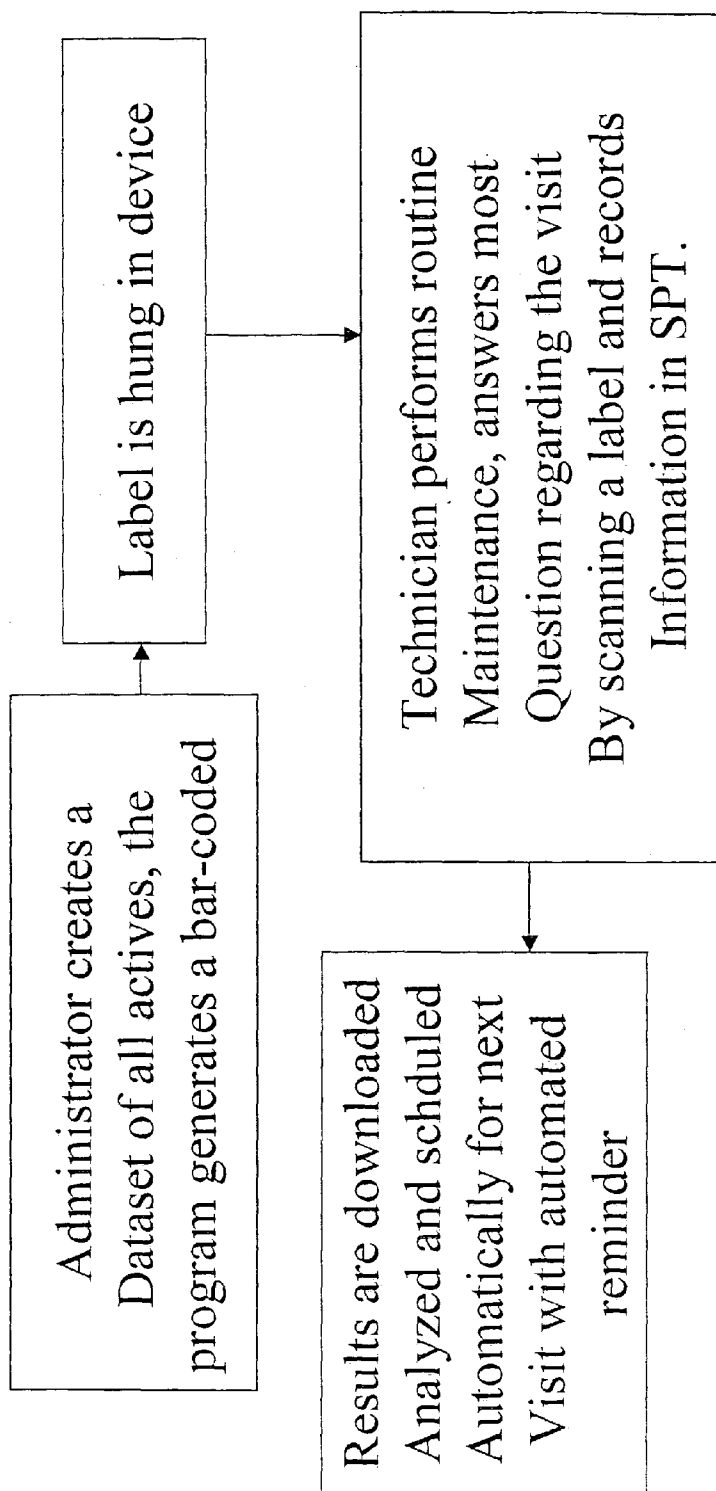 Administrator creates a
Dataset of all actives, the
program generates a bar-coded
Label is hung in device
Technician performs routine
Maintenance, answers most
Question regarding the visit
By scanning a label and records
Information in SPT.
Results are downloaded
Analyzed and schduled
Automatically for next
Visit with automated
reminder